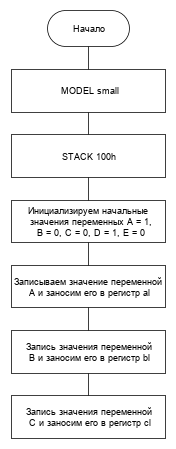 Начало
MODEL small
STACK 100h
Инициализируем начальные
значения переменных A = 1,
B = 0, C = 0, D = 1, E = 0
Записываем значение переменной
A и заносим его в регистр al
Запись значения переменной
B и заносим его в регистр bl
Запись значения переменной
C и заносим его в регистр cl